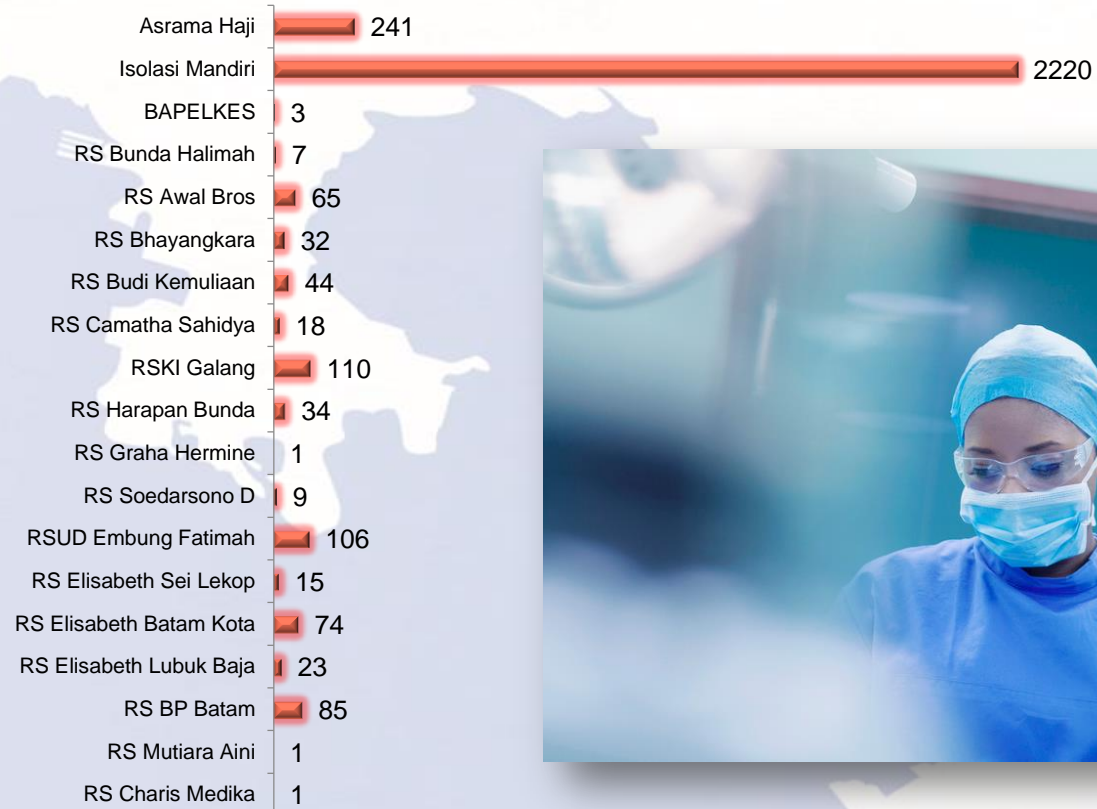 Asrama Haji 241
Isolasi Mandiri 2220
BAPELKES 3
RS Bunda Halimah 7
RS Awal Bros 65
RS Bhayangkara 32
RS Budi Kemuliaan 44
RS Camatha Sahidya 18
RSKI Galang 110
RS Harapan Bunda 34
RS Graha Hermine 1
RS Soedarsono D 9
RSUD Embung Fatimah 106
RS Elisabeth Sei Lekop 15
RS Elisabeth Batam Kota 74
RS Elisabeth Lubuk Baja 23
RS BP Batam 85
RS Mutiara Aini 1
RS Charis Medika 1